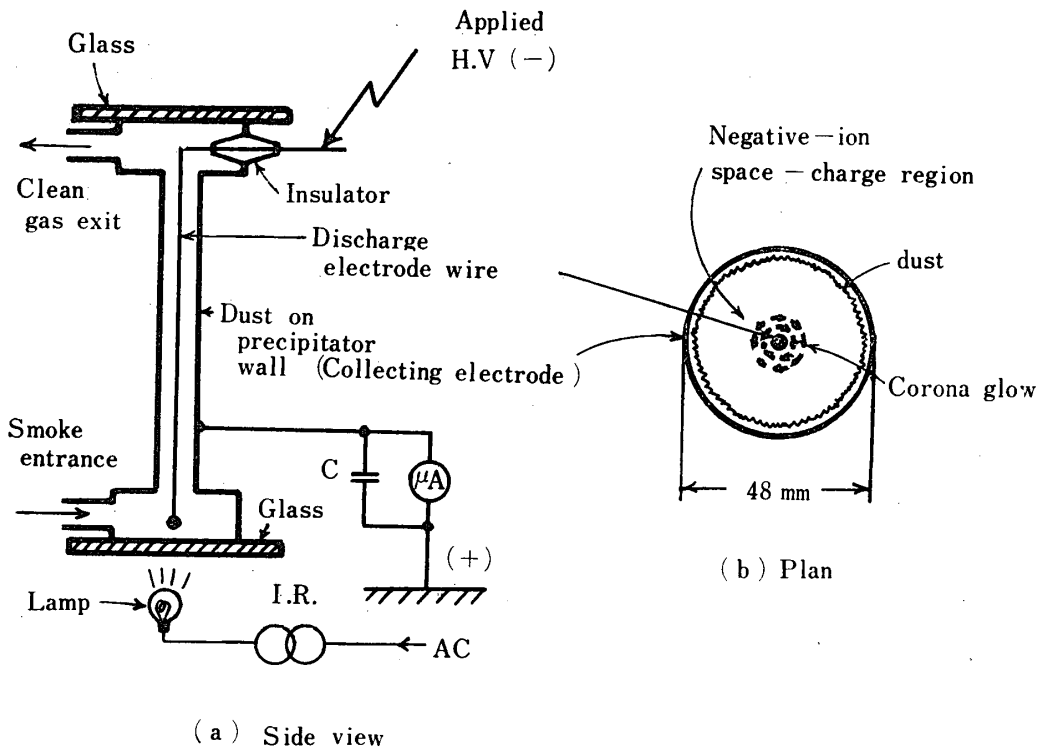 Applied
H.V (−)
Glass
Clean
gas exit
Insulator
Discharge
electrode wire
Dust on
precipitator
wall (Collecting electrode)
Smoke
entrance
C
μA
Glass
(+)
Lamp
I.R.
AC
(a) Side view
Negative−ion
space − charge region
dust
Corona glow
48 mm
(b) Plan